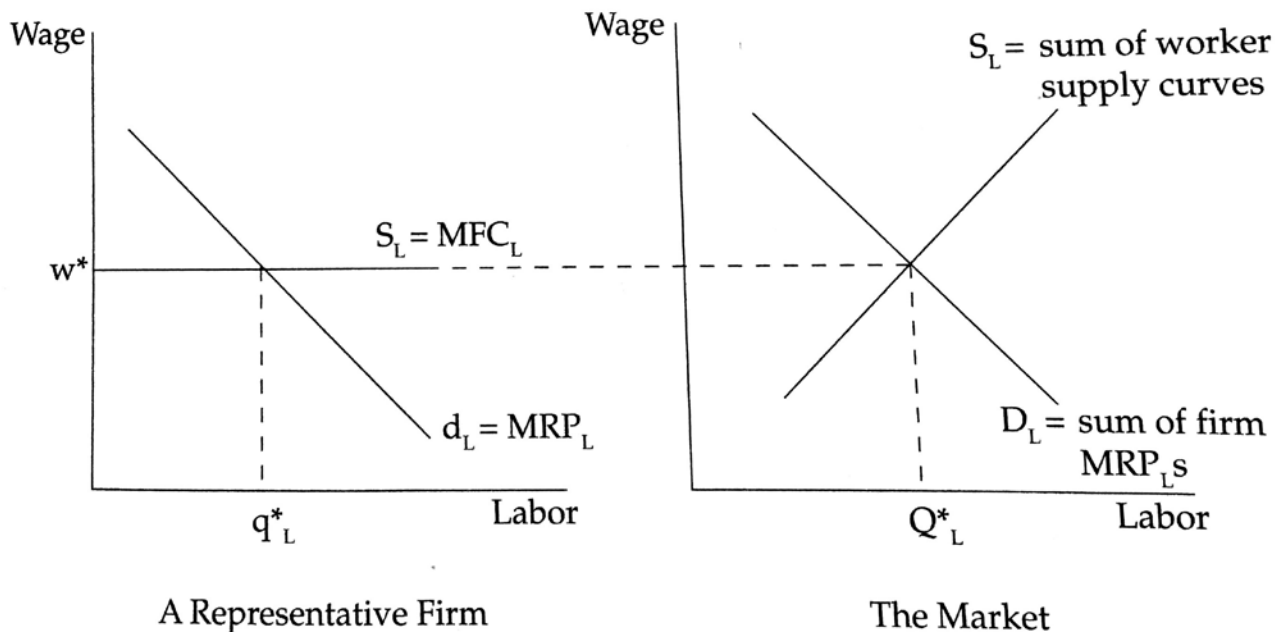 Wage
S_L = MFC_L
w*
d_L = MRP_L
q*_L
Labor
A Representative Firm
Wage
S_L = sum of worker
supply curves
D_L = sum of firm
MRP_Ls
Q*_L
Labor
The Market